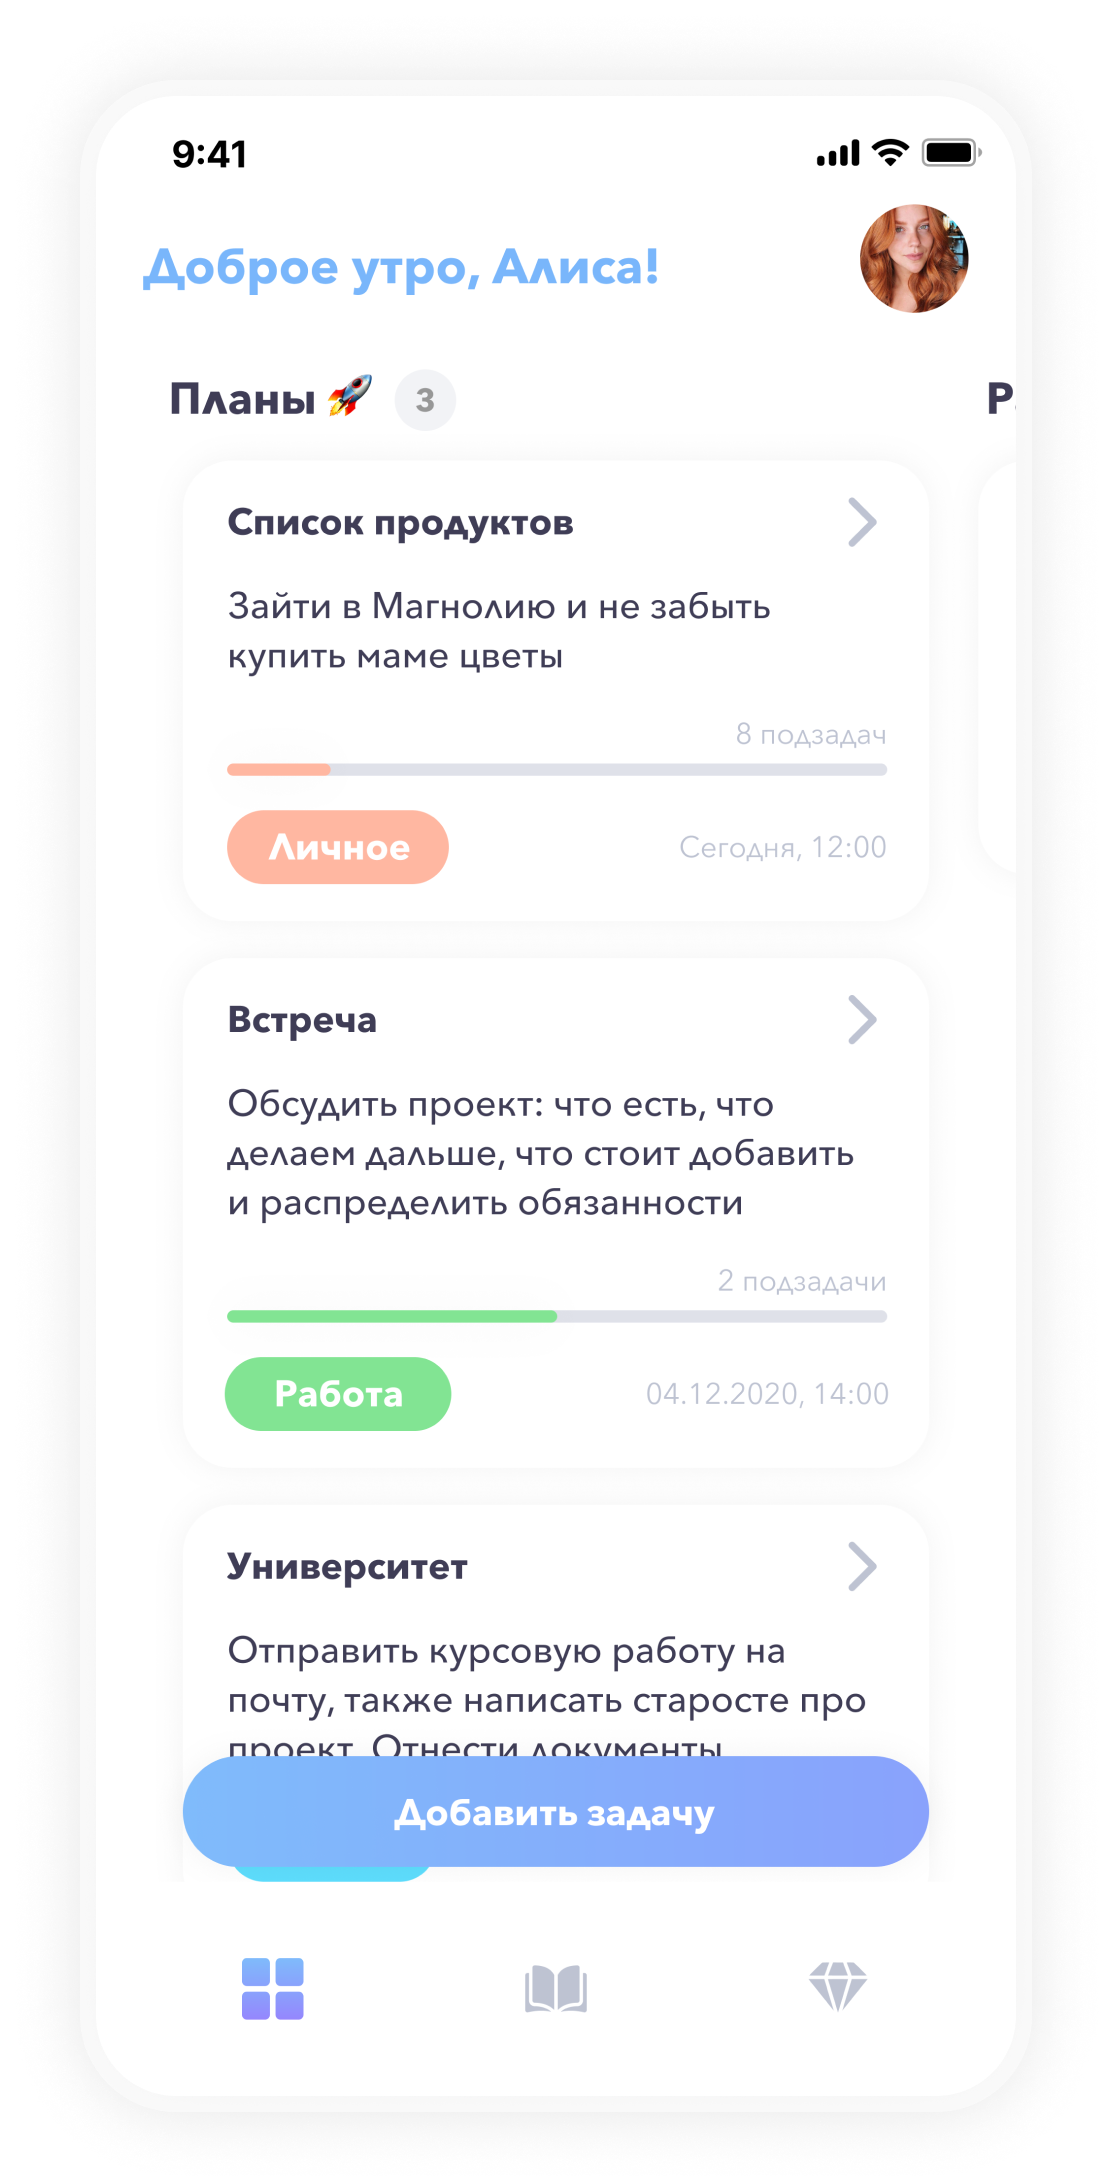 9:41
Доброе утро, Алиса!
Планы 🚀 3
Список продуктов
Зайти в Магнолию и не забыть
купить маме цветы
8 подзадач
Личное Сегодня, 12:00
Встреча
Обсудить проект: что есть, что
делаем дальше, что стоит добавить
и распределить обязанности
2 подзадачи
Работа 04.12.2020, 14:00
Университет
Отправить курсовую работу на
почту, также написать старосте про
проект. Отнести документы
Добавить задачу